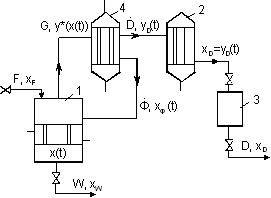 G, y*(x(t))
4
Ḋ, y_D(t)
2
x_D=y_D(t)
F, x_F
1
Φ̇, x_Φ(t)
3
x(t)
W, x_W
D, x_D